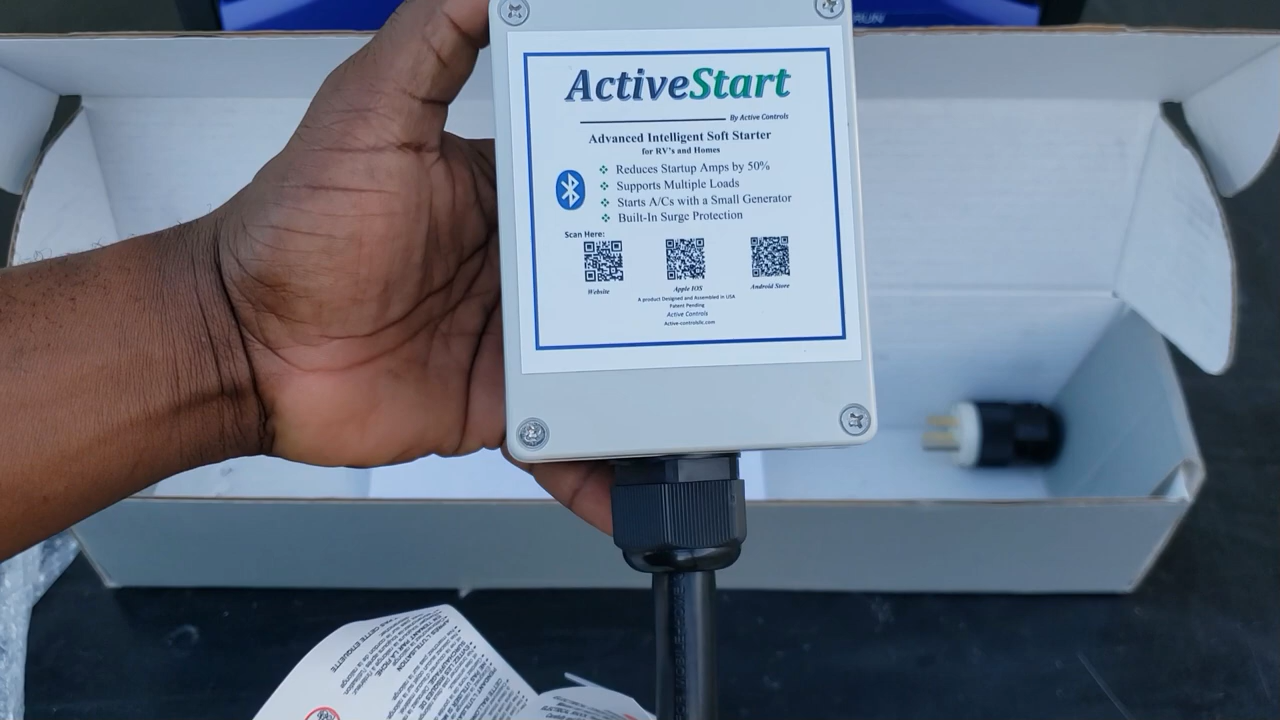 RUN
ActiveStart
By Active Controls
Advanced Intelligent Soft Starter
for RV's and Homes
Reduces Startup Amps by 50%
Supports Multiple Loads
Starts A/Cs with a Small Generator
Built-In Surge Protection
Scan Here:
Website
Apple IOS
Android Store
A product Designed and Assembled in USA
Patent Pending
Active Controls
Active-controlsllc.com